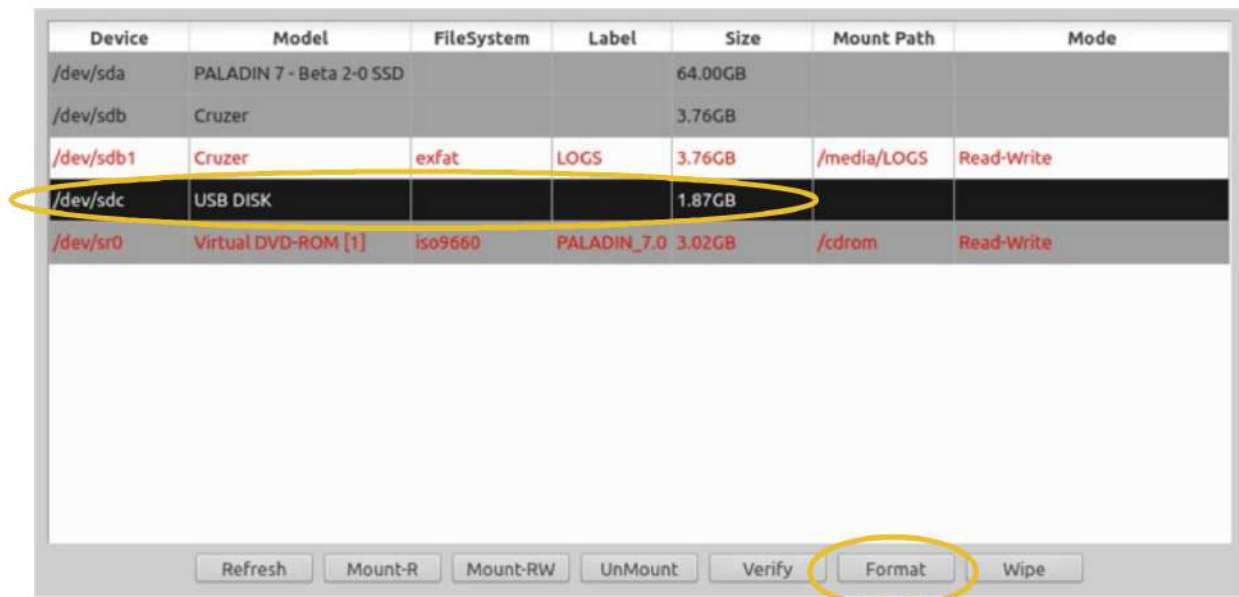 Device Model FileSystem Label Size Mount Path Mode
/dev/sda PALADIN 7 - Beta 2-0 SSD 64.00GB
/dev/sdb Cruzer 3.76GB
/dev/sdb1 Cruzer exfat LOGS 3.76GB /media/LOGS Read-Write
/dev/sdc USB DISK 1.87GB
/dev/sr0 Virtual DVD-ROM [1] iso9660 PALADIN_7.0 3.02GB /cdrom Read-Write
Refresh Mount-R Mount-RW UnMount Verify Format Wipe